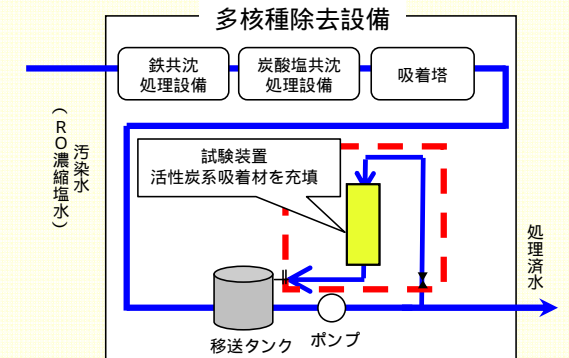 多核種除去設備
鉄共沈
処理設備
炭酸塩共沈
処理設備
吸着塔
汚染水
（RO濃縮塩水）
試験装置
活性炭系吸着材を充填
処理済水
移送タンク
ポンプ